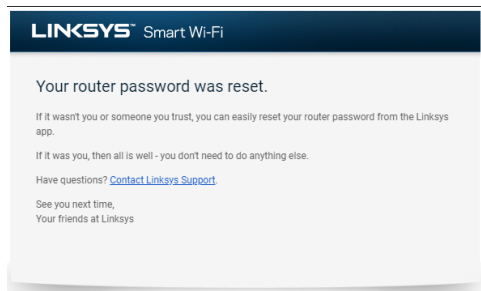 LINKSYS™ Smart Wi-Fi
Your router password was reset.
If it wasn't you or someone you trust, you can easily reset your router password from the Linksys
app.
If it was you, then all is well - you don't need to do anything else.
Have questions? Contact Linksys Support.
See you next time,
Your friends at Linksys